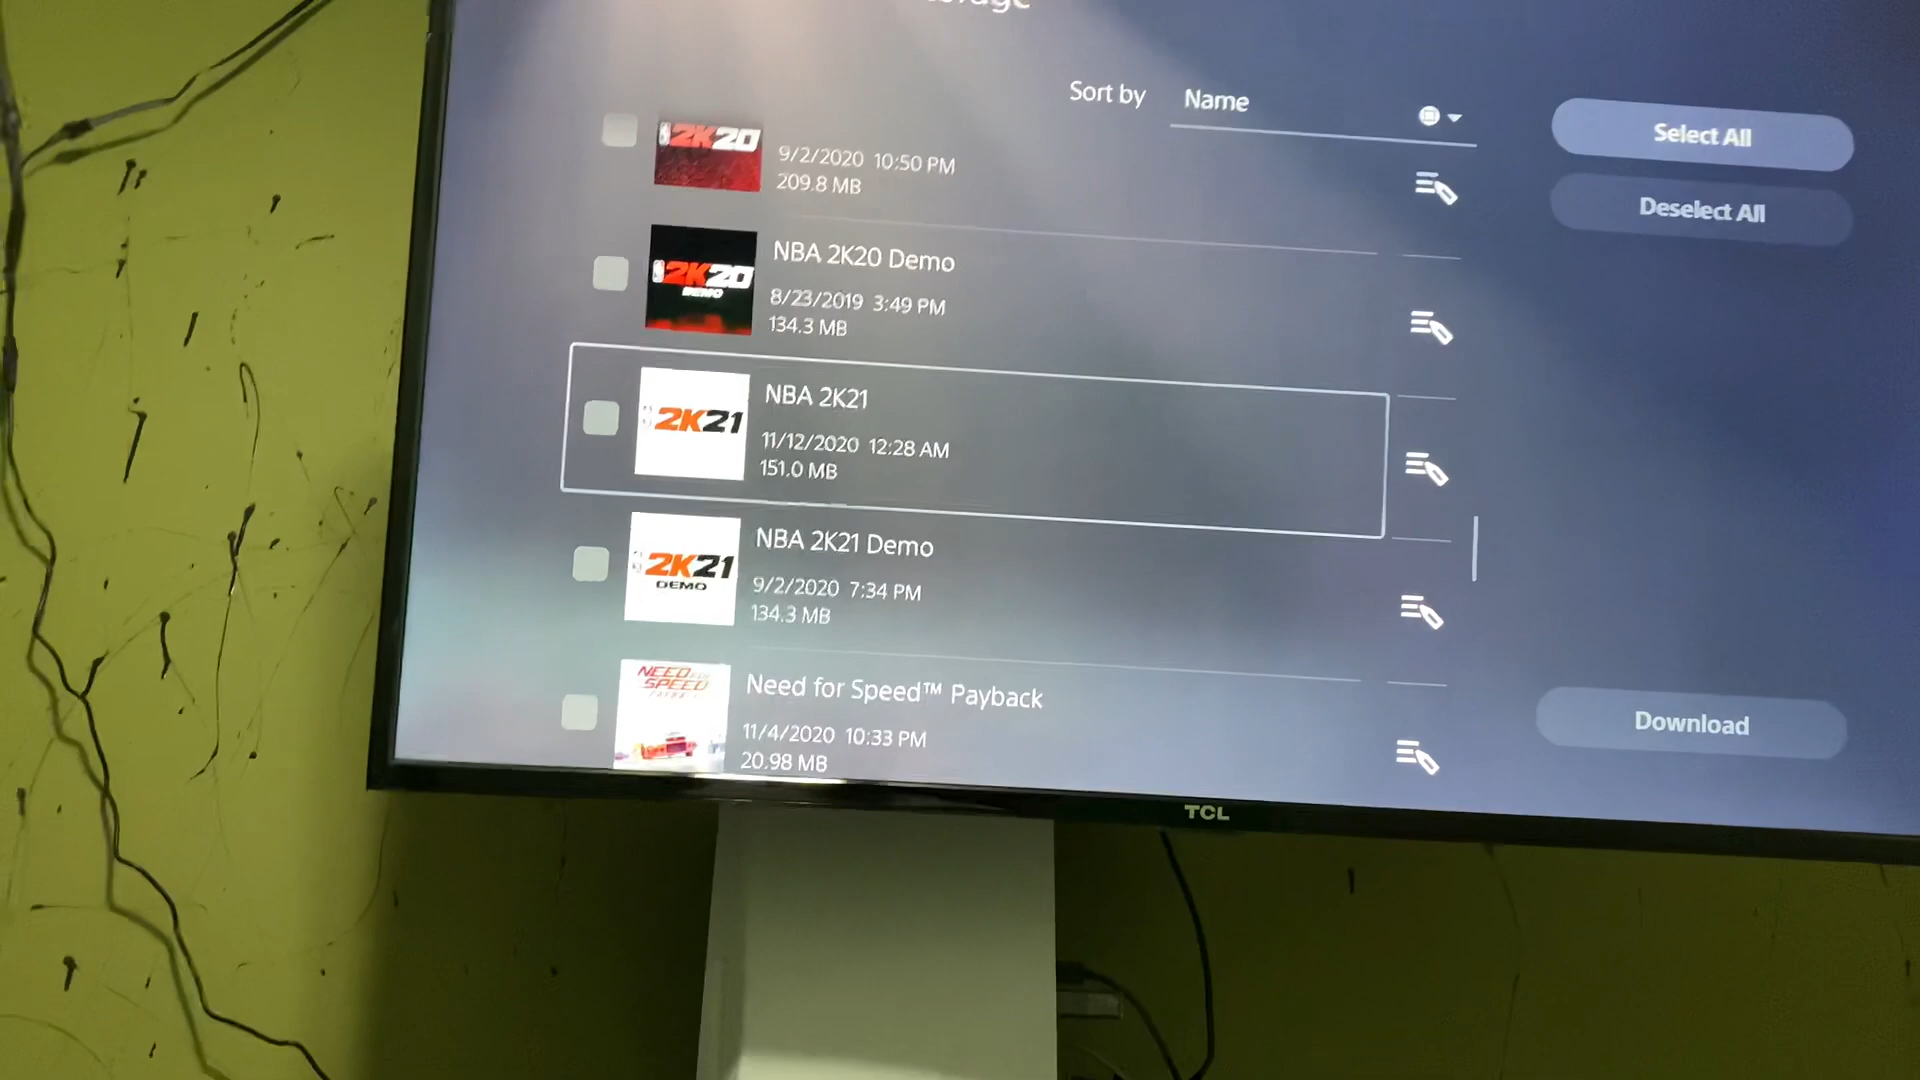 Sort by Name
Select All
Deselect All
2K20
9/2/2020 10:50 PM
209.8 MB
2K20
DEMO
NBA 2K20 Demo
8/23/2019 3:49 PM
134.3 MB
2K21
NBA 2K21
11/12/2020 12:28 AM
151.0 MB
2K21
DEMO
NBA 2K21 Demo
9/2/2020 7:34 PM
134.3 MB
NEED FOR
SPEED
PAYBACK
Need for Speed™ Payback
11/4/2020 10:33 PM
20.98 MB
Download
TCL